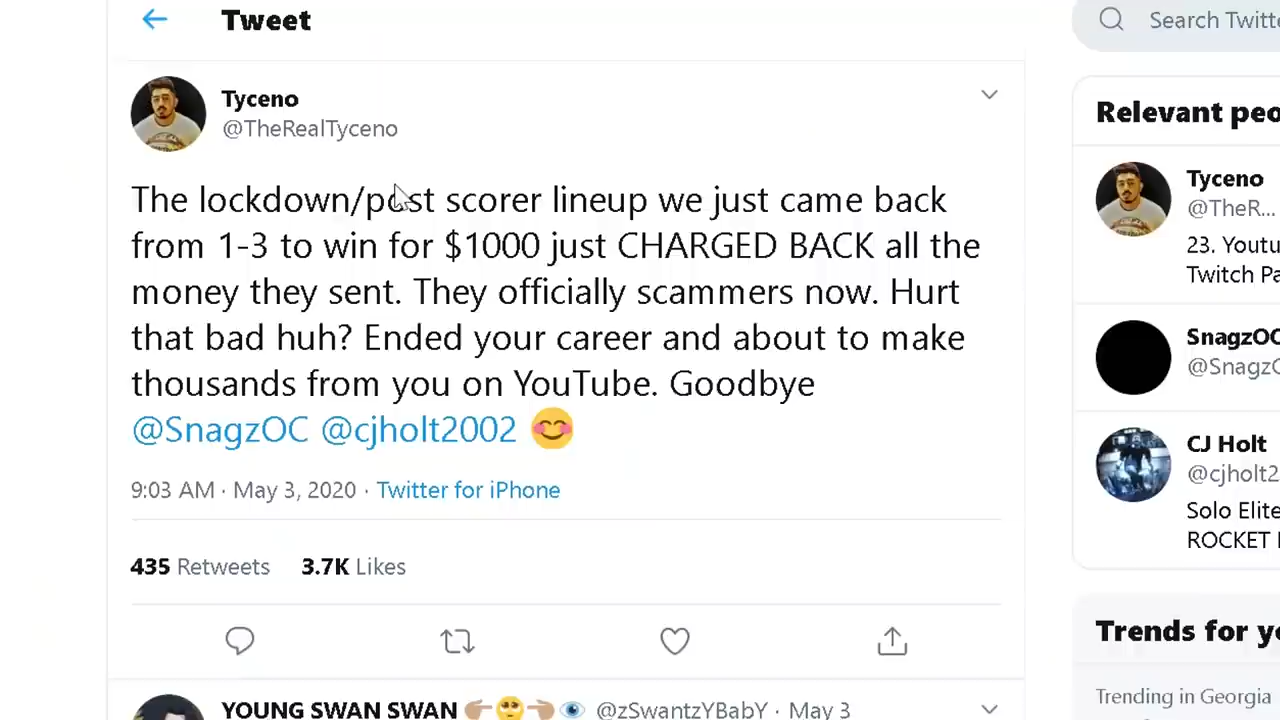 Tweet
Search Twitte
Tyceno
@TheRealTyceno
The lockdown/post scorer lineup we just came back
from 1-3 to win for $1000 just CHARGED BACK all the
money they sent. They officially scammers now. Hurt
that bad huh? Ended your career and about to make
thousands from you on YouTube. Goodbye
@SnagzOC @cjholt2002 😊
9:03 AM · May 3, 2020 · Twitter for iPhone
435 Retweets 3.7K Likes
YOUNG SWAN SWAN 👉🏽🥺👈🏽👁 @zSwantzYBabY · May 3
Relevant peo
Tyceno
@TheR...
23. Youtu
Twitch Pa
SnagzOC
@SnagzO
CJ Holt
@cjholt2
Solo Elite
ROCKET
Trends for yo
Trending in Georgia